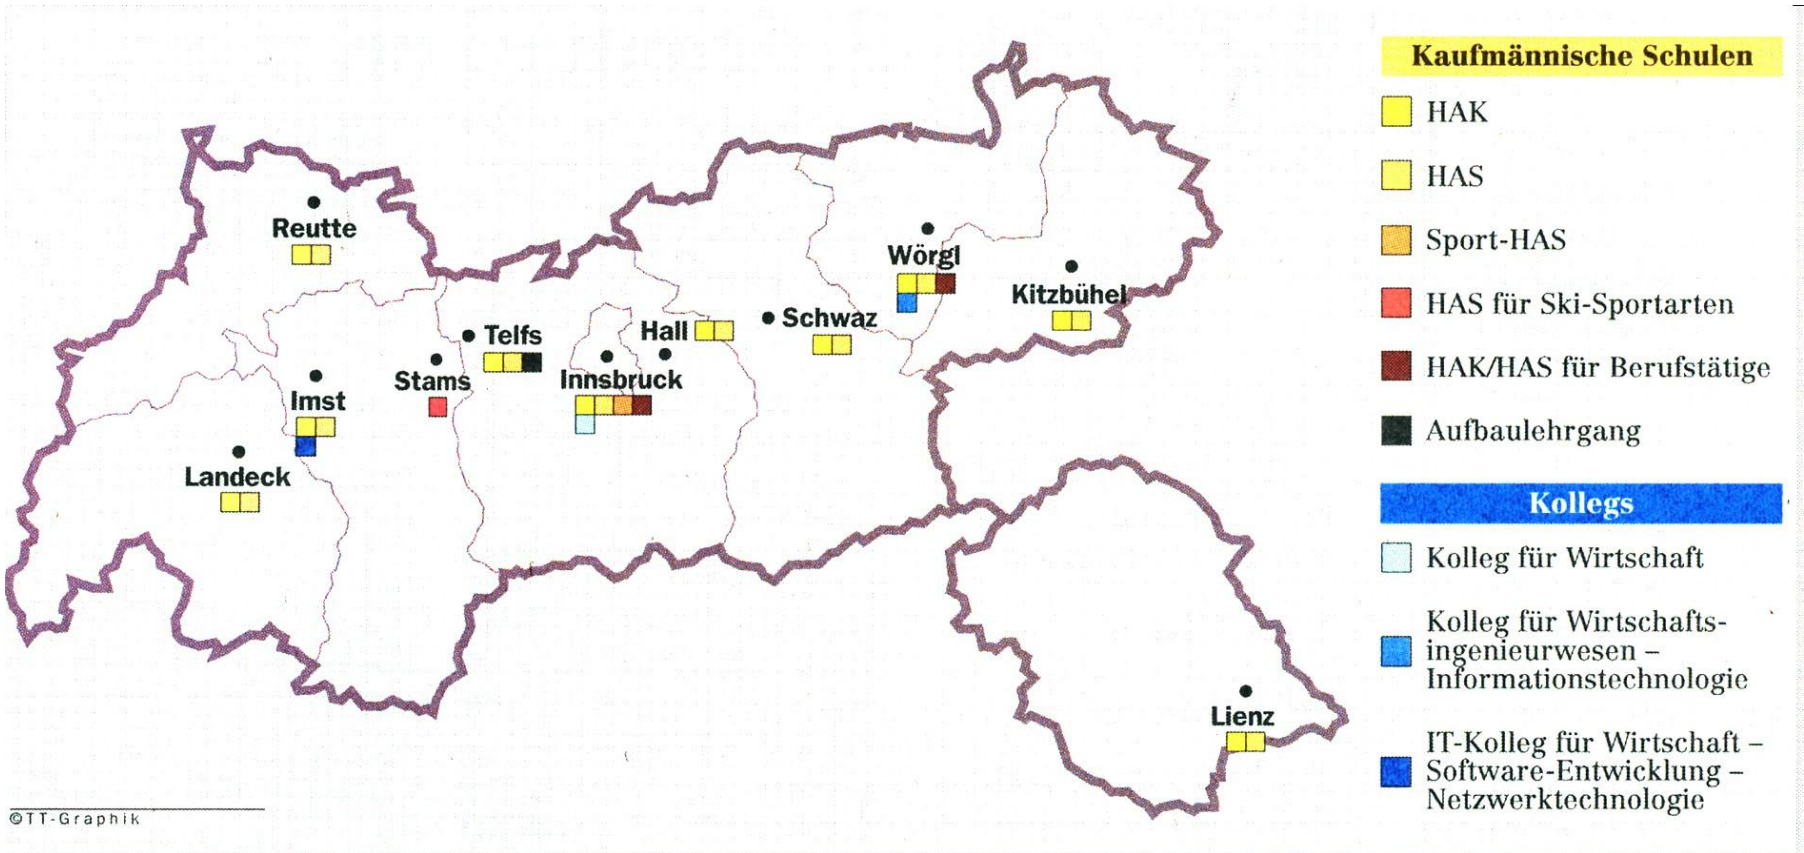 Kaufmännische Schulen
HAK
HAS
Sport-HAS
HAS für Ski-Sportarten
HAK/HAS für Berufstätige
Aufbaulehrgang
Kollegs
Kolleg für Wirtschaft
Kolleg für Wirtschafts-
ingenieurwesen –
Informationstechnologie
IT-Kolleg für Wirtschaft –
Software-Entwicklung –
Netzwerktechnologie
Reutte
Wörgl
Kitzbühel
Schwaz
Hall
Telfs
Innsbruck
Stams
Imst
Landeck
Lienz
©TT-Graphik